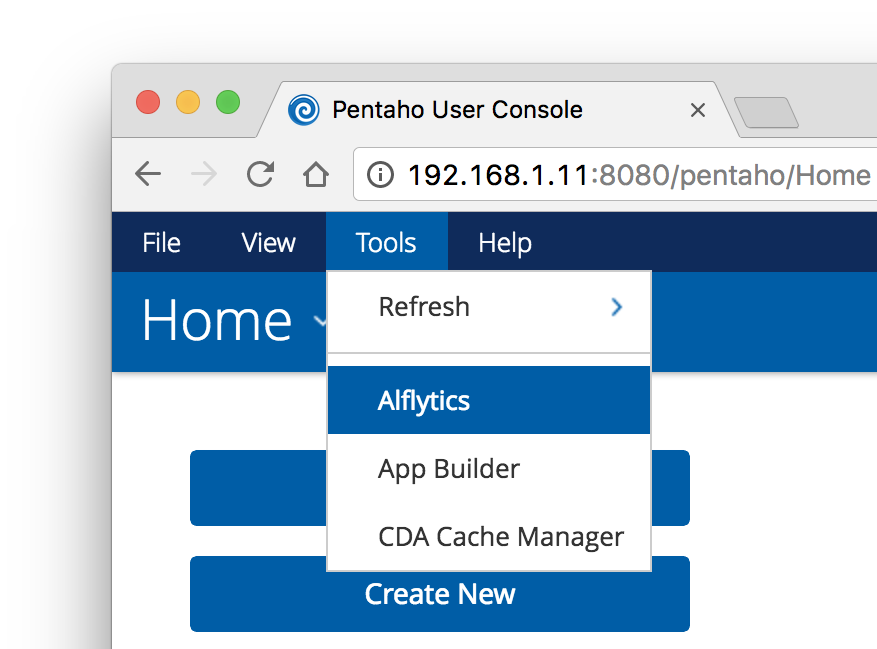 Pentaho User Console
192.168.1.11:8080/pentaho/Home
File View Tools Help
Home
Refresh
Alflytics
App Builder
CDA Cache Manager
Create New